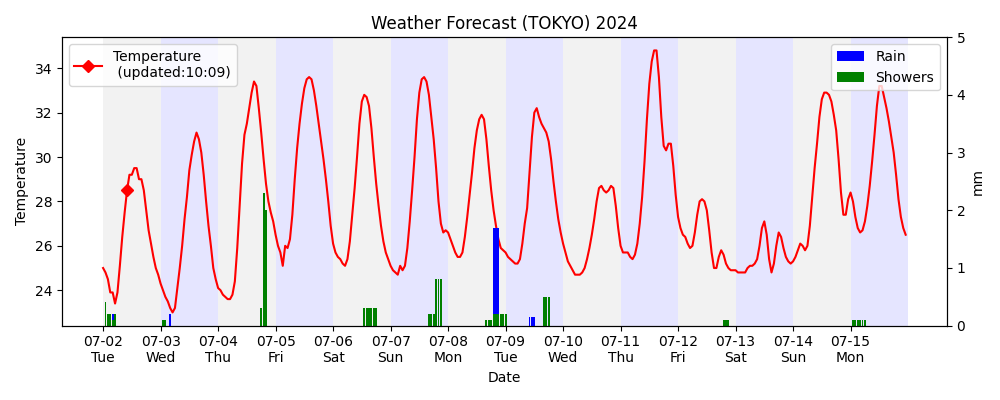 Weather Forecast (TOKYO) 2024
Temperature
(updated:10:09)
Rain
Showers
Temperature
34
32
30
28
26
24
5
4
3
2
1
0
mm
07-02 07-03 07-04 07-05 07-06 07-07 07-08 07-09 07-10 07-11 07-12 07-13 07-14 07-15
Tue Wed Thu Fri Sat Sun Mon Tue Wed Thu Fri Sat Sun Mon
Date